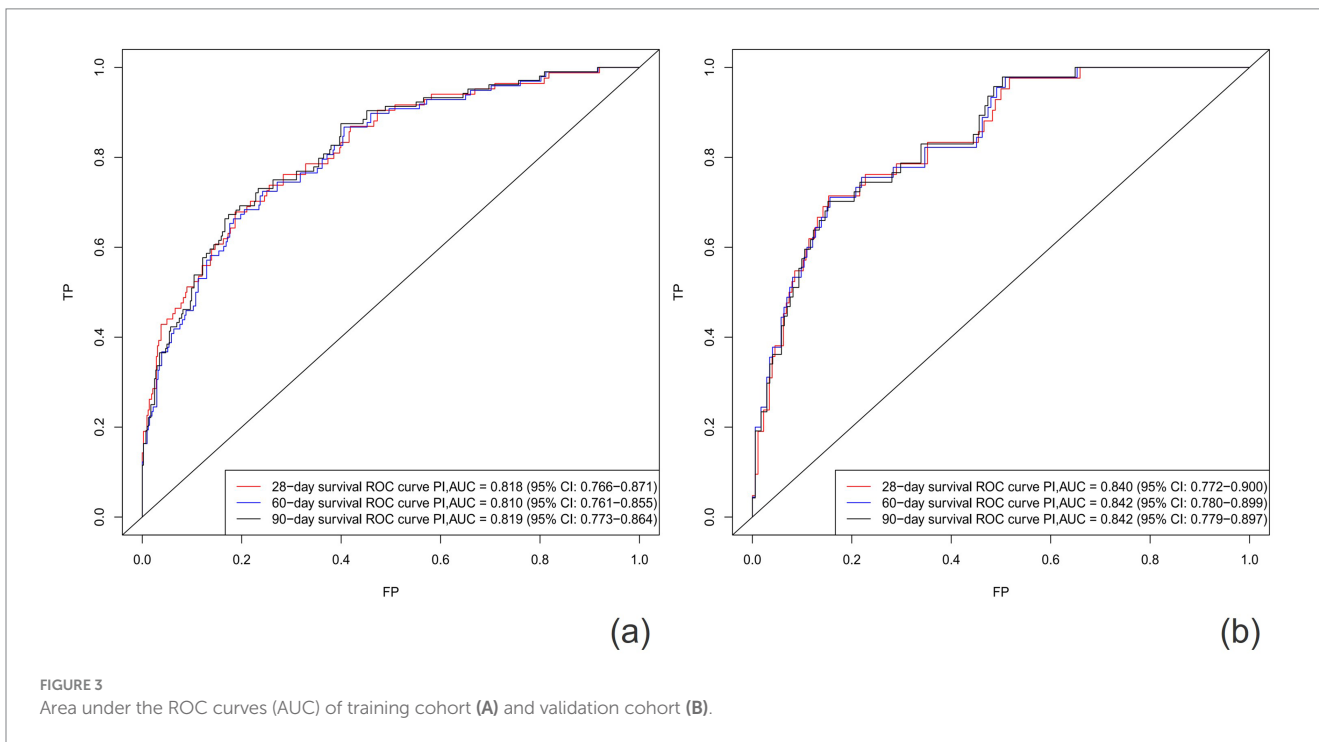 1.0
0.8
0.6
0.4
0.2
0.0
TP
28-day survival ROC curve PI,AUC = 0.818 (95% CI: 0.766-0.871)
60-day survival ROC curve PI,AUC = 0.810 (95% CI: 0.761-0.855)
90-day survival ROC curve PI,AUC = 0.819 (95% CI: 0.773-0.864)
0.0 0.2 0.4 0.6 0.8 1.0
FP
(a)
1.0
0.8
0.6
0.4
0.2
0.0
TP
28-day survival ROC curve PI,AUC = 0.840 (95% CI: 0.772-0.900)
60-day survival ROC curve PI,AUC = 0.842 (95% CI: 0.780-0.899)
90-day survival ROC curve PI,AUC = 0.842 (95% CI: 0.779-0.897)
0.0 0.2 0.4 0.6 0.8 1.0
FP
(b)
FIGURE 3
Area under the ROC curves (AUC) of training cohort (A) and validation cohort (B).